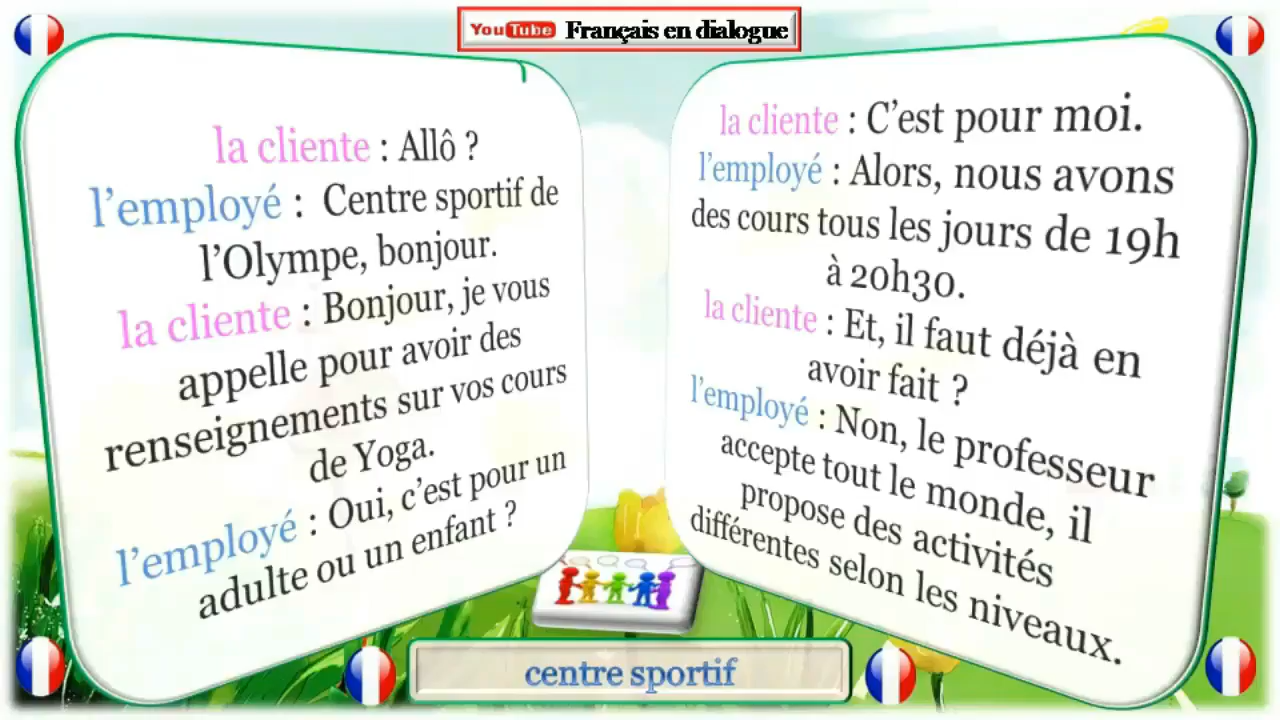 YouTube Français en dialogue
la cliente : Allô ?
l'employé : Centre sportif de
l'Olympe, bonjour.
la cliente : Bonjour, je vous
appelle pour avoir des
renseignements sur vos cours
de Yoga.
l'employé : Oui, c'est pour un
adulte ou un enfant ?
la cliente : C'est pour moi.
l'employé : Alors, nous avons
des cours tous les jours de 19h
à 20h30.
la cliente : Et, il faut déjà en
avoir fait ?
l'employé : Non, le professeur
accepte tout le monde, il
propose des activités
différentes selon les niveaux.
centre sportif